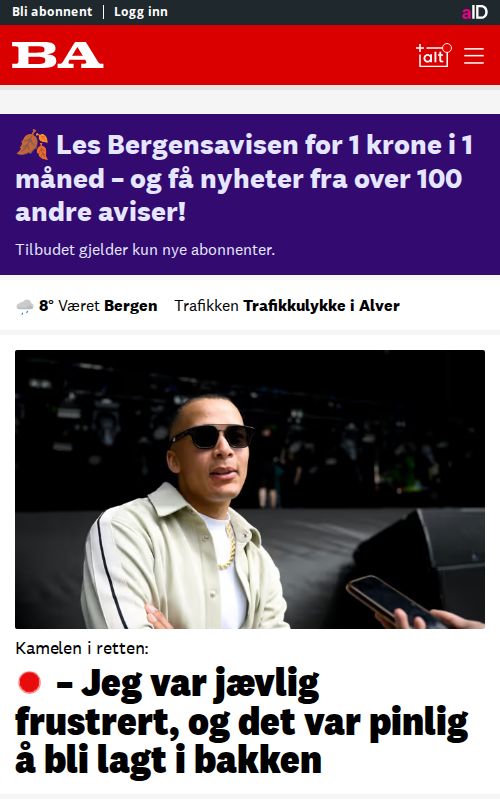 Bli abonnent | Logg inn
aID
BA
+alt
🍂 Les Bergensavisen for 1 krone i 1
måned – og få nyheter fra over 100
andre aviser!
Tilbudet gjelder kun nye abonnenter.
8° Været Bergen Trafikken Trafikkulykke i Alver
Kamelen i retten:
– Jeg var jævlig
frustrert, og det var pinlig
å bli lagt i bakken